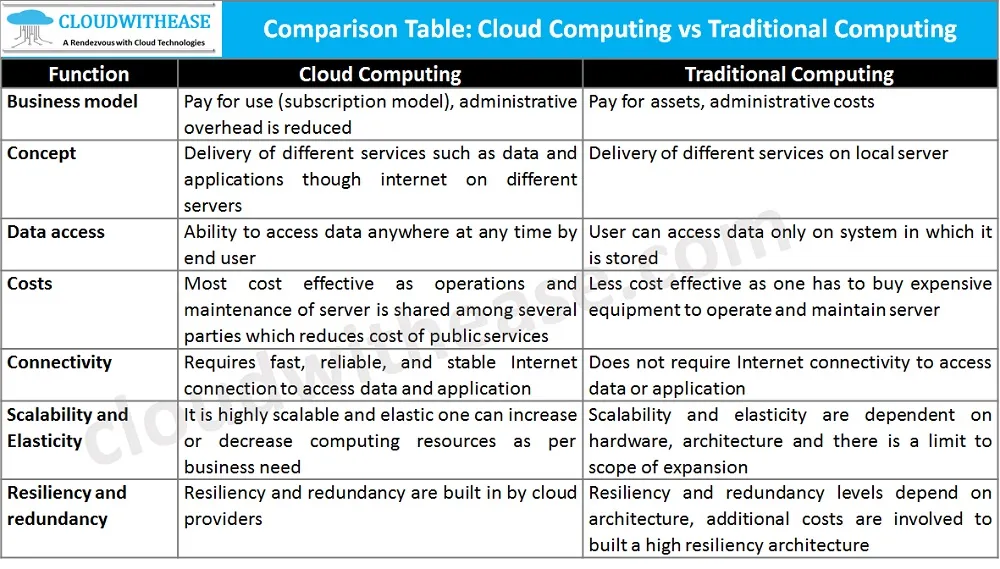 CLOUDWITHEASE
A Rendezvous with Cloud Technologies
Comparison Table: Cloud Computing vs Traditional Computing
Function
Cloud Computing
Traditional Computing
Business model
Pay for use (subscription model), administrative
overhead is reduced
Pay for assets, administrative costs
Concept
Delivery of different services such as data and
applications though internet on different
servers
Delivery of different services on local server
Data access
Ability to access data anywhere at any time by
end user
User can access data only on system in which it
is stored
Costs
Most cost effective as operations and
maintenance of server is shared among several
parties which reduces cost of public services
Less cost effective as one has to buy expensive
equipment to operate and maintain server
Connectivity
Requires fast, reliable, and stable Internet
connection to access data and application
Does not require Internet connectivity to access
data or application
Scalability and
Elasticity
It is highly scalable and elastic one can increase
or decrease computing resources as per
business need
Scalability and elasticity are dependent on
hardware, architecture and there is a limit to
scope of expansion
Resiliency and
redundancy
Resiliency and redundancy are built in by cloud
providers
Resiliency and redundancy levels depend on
architecture, additional costs are involved to
built a high resiliency architecture
cloudwithease.com